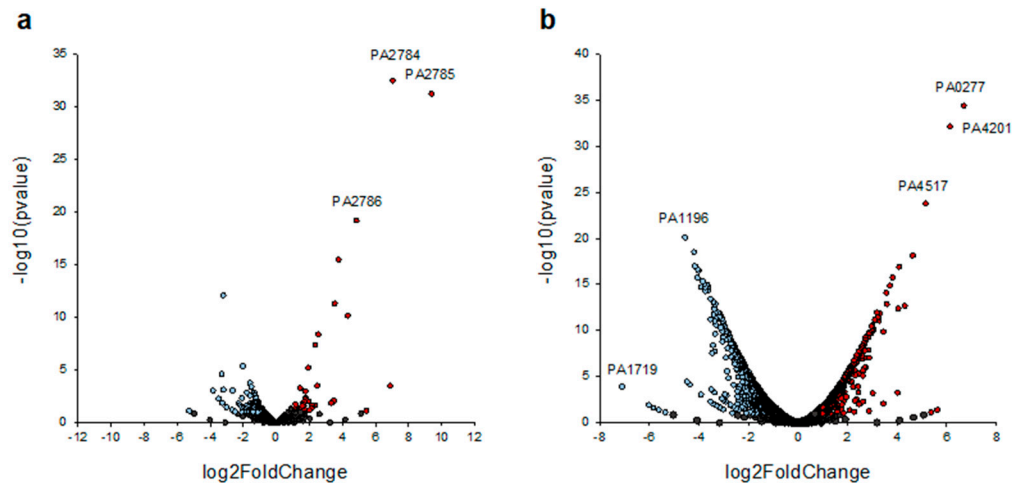 a
35
30
25
20
15
10
5
0
-12 -10 -8 -6 -4 -2 0 2 4 6 8 10 12
-log10(pvalue)
log2FoldChange
PA2784
PA2785
PA2786
b
40
35
30
25
20
15
10
5
0
-8 -6 -4 -2 0 2 4 6 8
-log10(pvalue)
log2FoldChange
PA0277
PA4201
PA4517
PA1196
PA1719